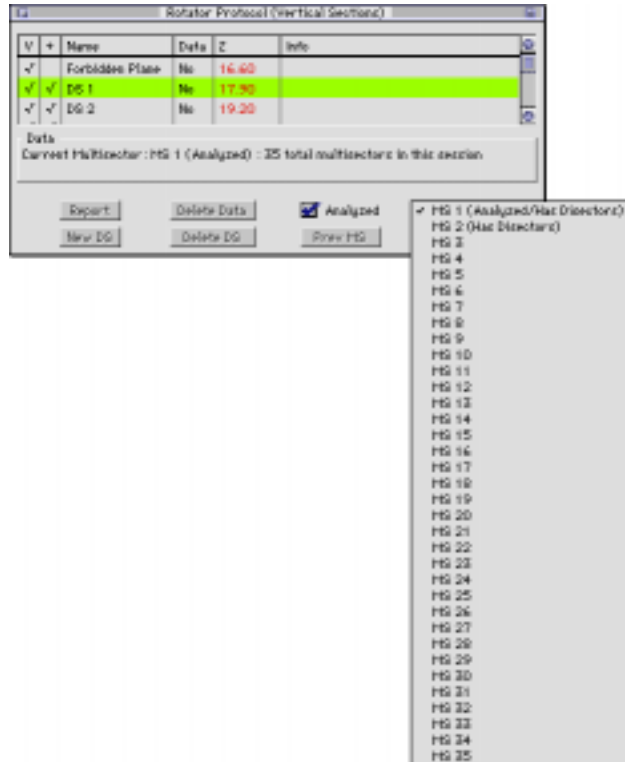 Rotator Protocol (Vertical Sections)
V + Name Data Z Info
√ Forbidden Plane No 16.60
√ √ DS 1 No 17.90
√ √ DS 2 No 19.20
Data
Current Multisector: MS 1 (Analyzed) : 35 total multisectors in this session
Report Delete Data Analyzed
New DS Delete DS Prev MS
✓ MS 1 (Analyzed/Has Disectors)
MS 2 (Has Disectors)
MS 3
MS 4
MS 5
MS 6
MS 7
MS 8
MS 9
MS 10
MS 11
MS 12
MS 13
MS 14
MS 15
MS 16
MS 17
MS 18
MS 19
MS 20
MS 21
MS 22
MS 23
MS 24
MS 25
MS 26
MS 27
MS 28
MS 29
MS 30
MS 31
MS 32
MS 33
MS 34
MS 35